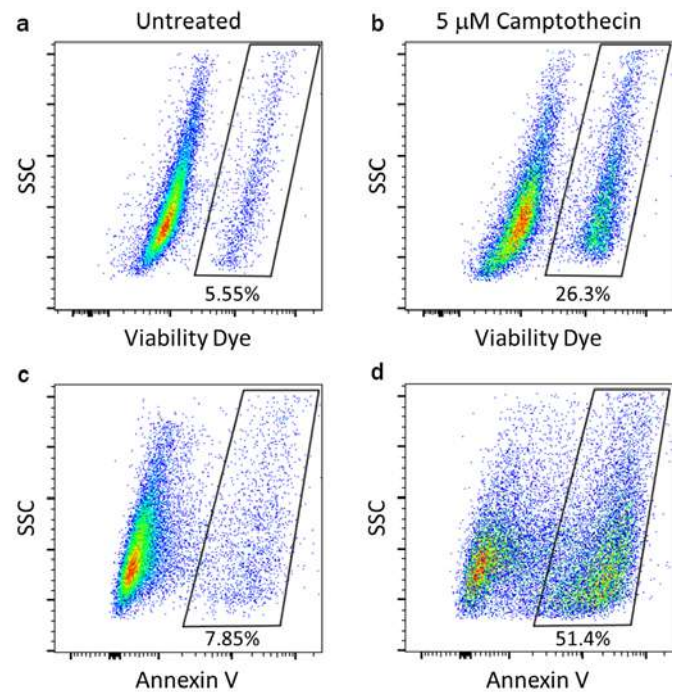 a Untreated
b 5 μM Camptothecin
SSC
5.55%
Viability Dye
SSC
26.3%
Viability Dye
c
SSC
7.85%
Annexin V
d
SSC
51.4%
Annexin V